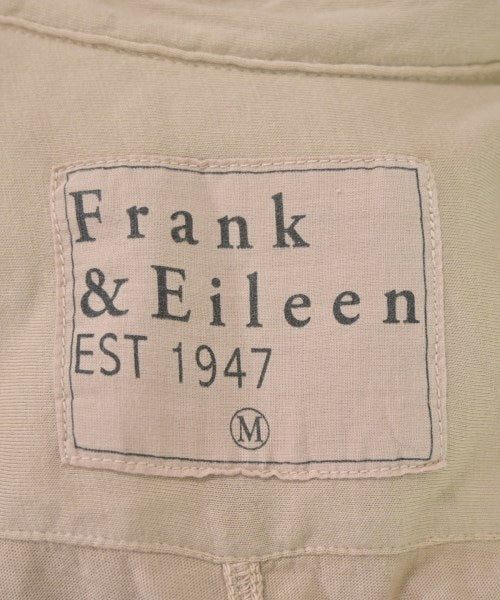 Frank
& Eileen
EST 1947
M